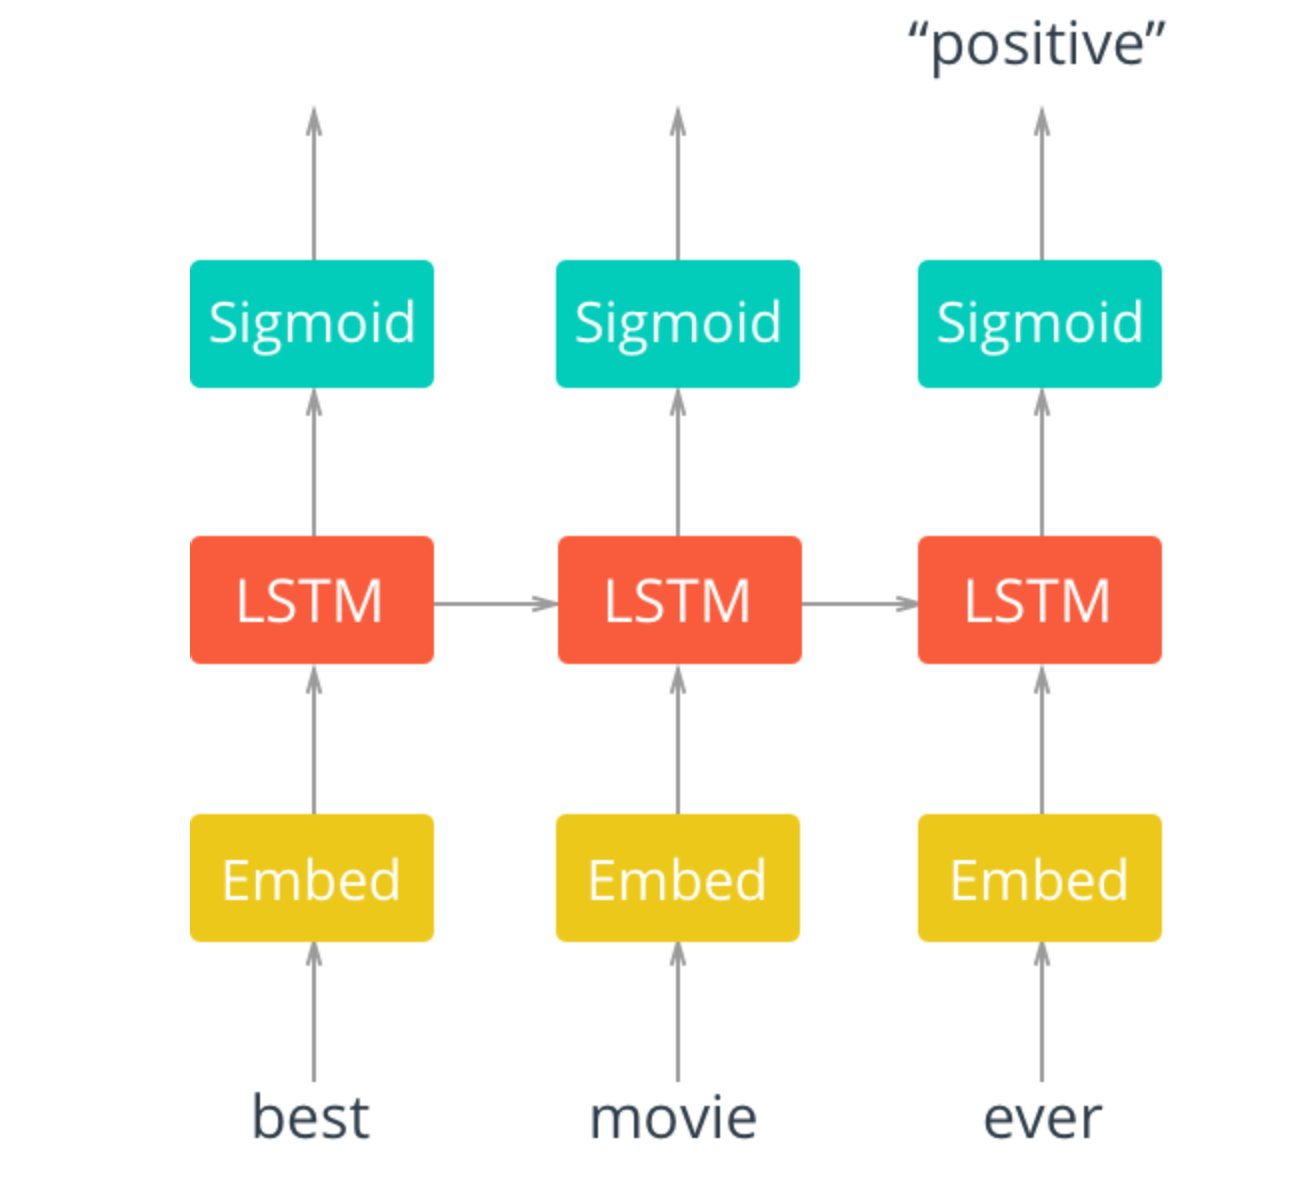 “positive”
Sigmoid Sigmoid Sigmoid
LSTM LSTM LSTM
Embed Embed Embed
best movie ever